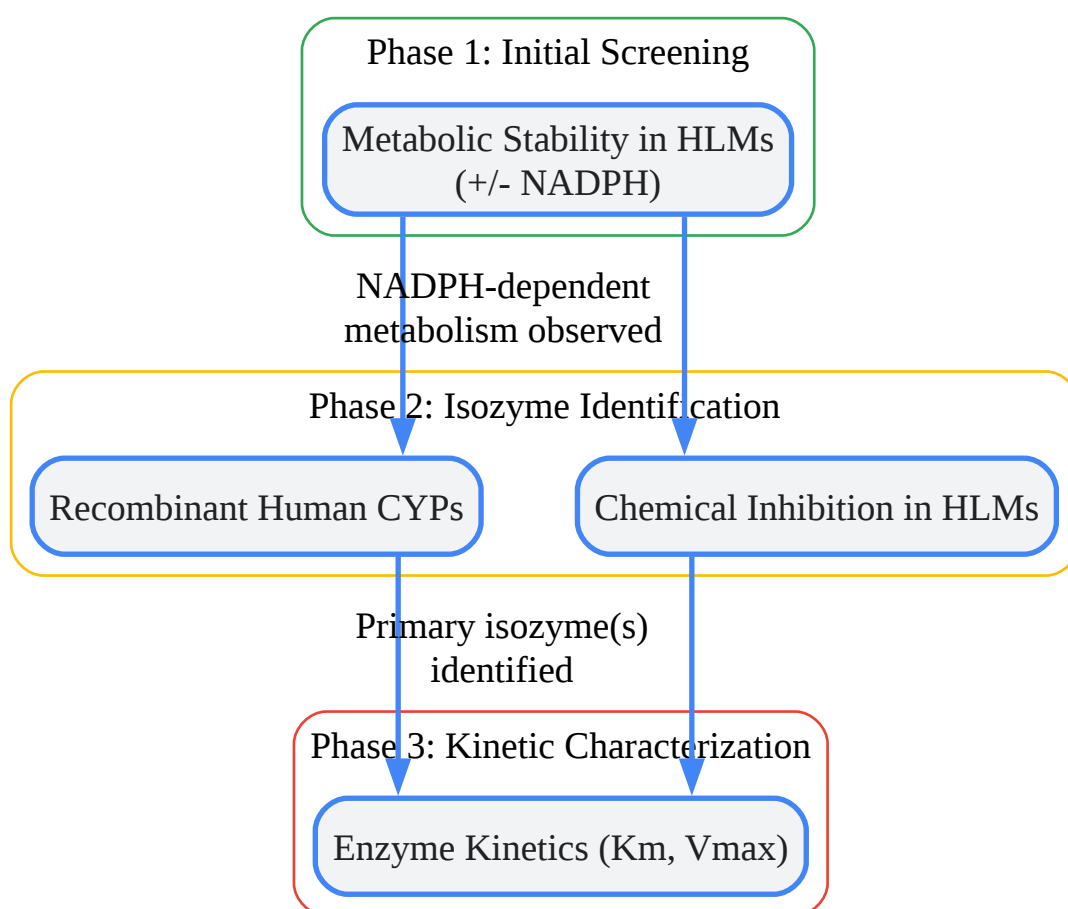 Phase 1: Initial Screening
Metabolic Stability in HLMs
(+/- NADPH)
NADPH-dependent
metabolism observed
Phase 2: Isozyme Identification
Recombinant Human CYPs
Chemical Inhibition in HLMs
Primary isozyme(s)
identified
Phase 3: Kinetic Characterization
Enzyme Kinetics (Km, Vmax)